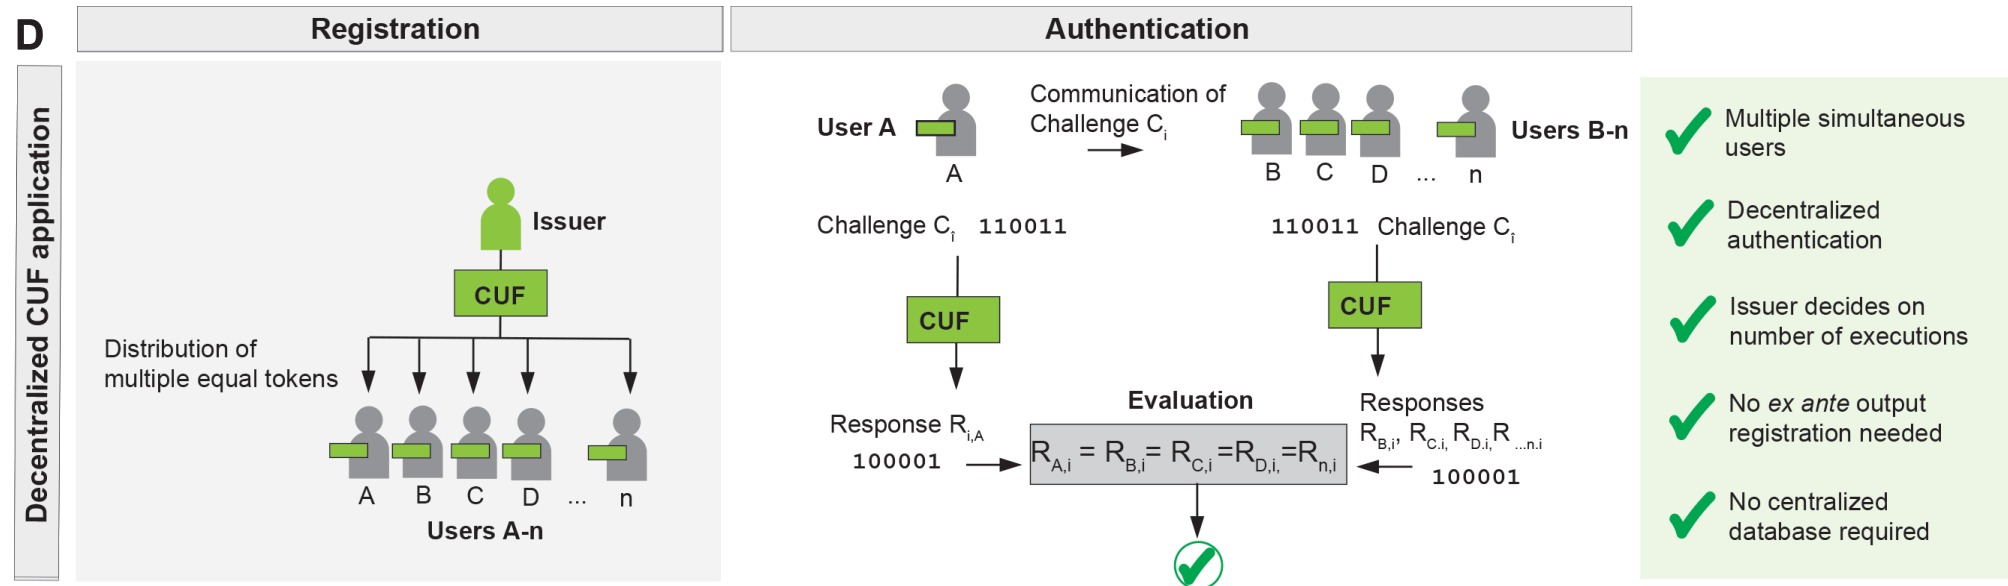 D
Registration
Authentication
Decentralized CUF application
Issuer
CUF
Distribution of
multiple equal tokens
A B C D ... n
Users A-n
User A
A
Communication of
Challenge Ci
Users B-n
B C D ... n
Challenge Cî 110011
110011 Challenge Cî
CUF
CUF
Response Ri,A
100001
Evaluation
RA,i = RB,i= RC,i =RD,i, =Rn,i
Responses
RB,i, RC.i, RD.i, R ...n.i
100001
Multiple simultaneous
users
Decentralized
authentication
Issuer decides on
number of executions
No ex ante output
registration needed
No centralized
database required